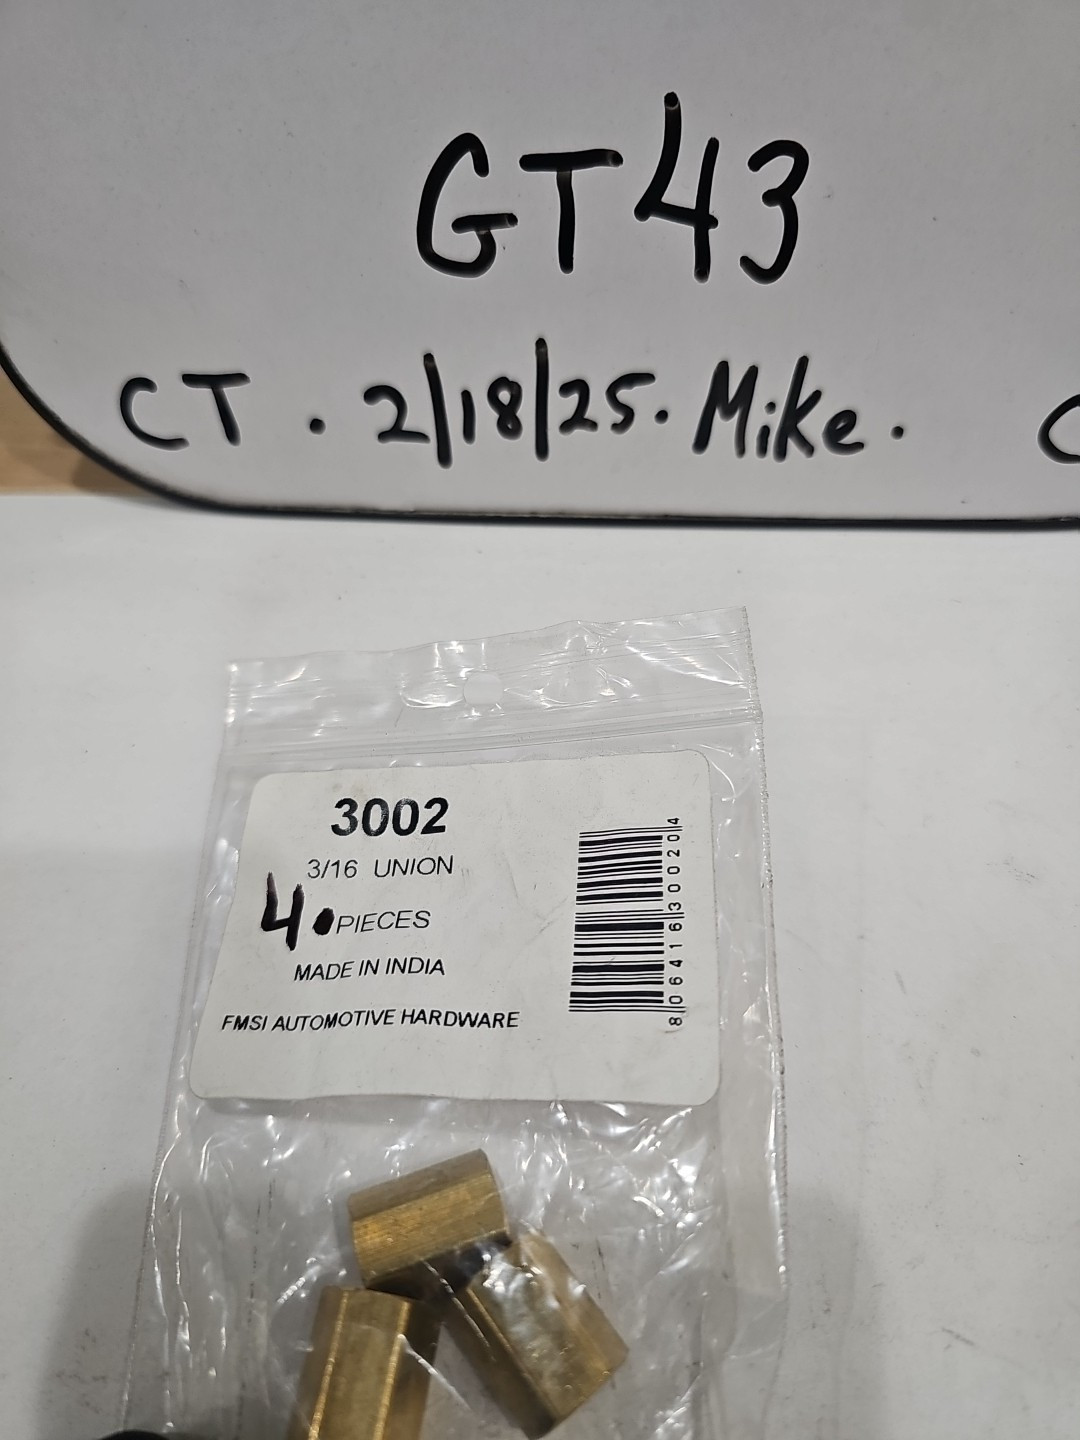 GT43
CT . 2/18/25. Mike.
3002
3/16 UNION
4 PIECES
MADE IN INDIA
FMSI AUTOMOTIVE HARDWARE
8 06416 30020 4